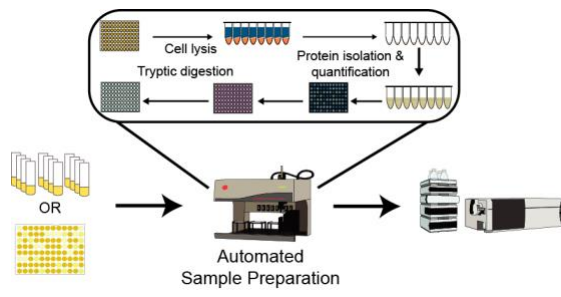 Cell lysis
Tryptic digestion
Protein isolation &
quantification
OR
Automated
Sample Preparation